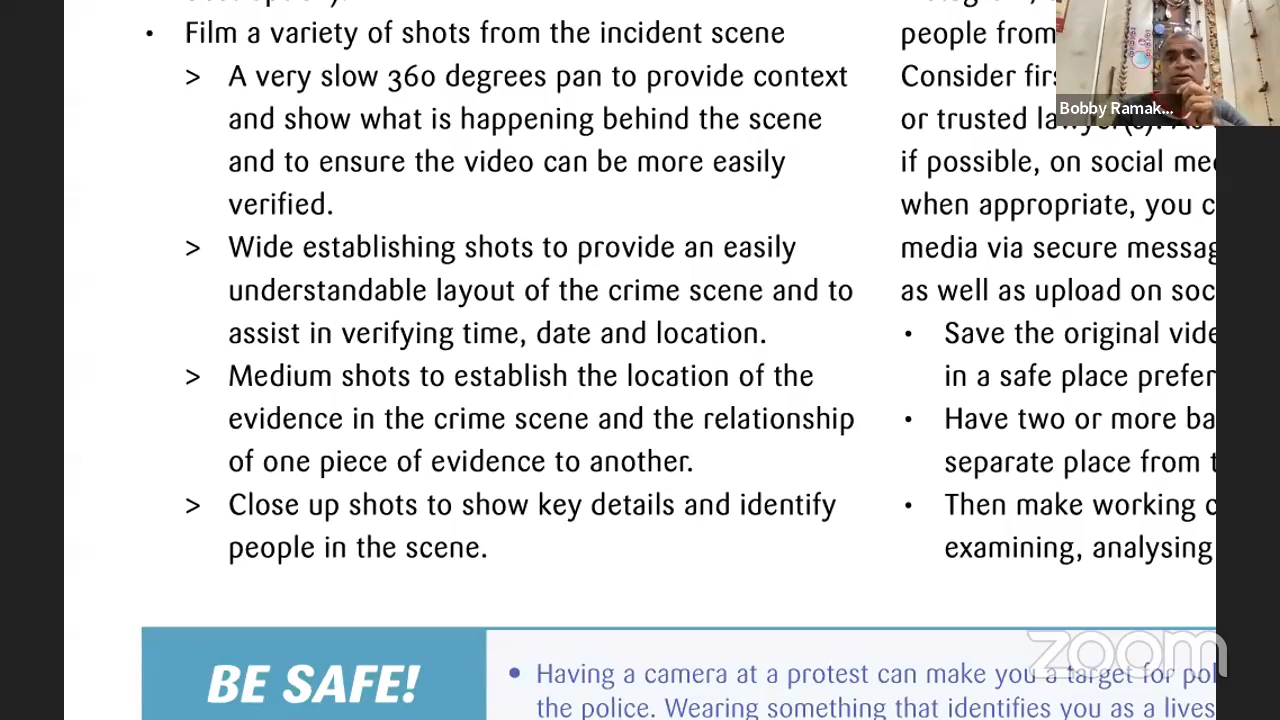 • Film a variety of shots from the incident scene
> A very slow 360 degrees pan to provide context
and show what is happening behind the scene
and to ensure the video can be more easily
verified.
> Wide establishing shots to provide an easily
understandable layout of the crime scene and to
assist in verifying time, date and location.
> Medium shots to establish the location of the
evidence in the crime scene and the relationship
of one piece of evidence to another.
> Close up shots to show key details and identify
people in the scene.
people from
Consider
or trusted
if possible, on social
when appropriate, you
media via secure
as well as upload on
• Save the original
in a safe place
• Have two or more
separate place from
• Then make working
examining, analysing
Bobby Ramak...
BE SAFE!
• Having a camera at a protest can make you a target for
the police. Wearing something that identifies you as a
zoom